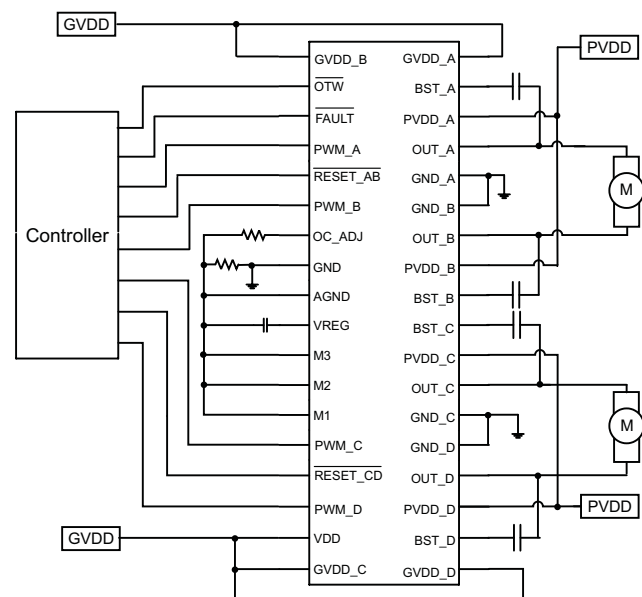 GVDD
PVDD
GVDD_B
GVDD_A
OTW
BST_A
FAULT
PVDD_A
PWM_A
OUT_A
RESET_AB
GND_A
M
PWM_B
GND_B
Controller
OC_ADJ
OUT_B
GND
PVDD_B
AGND
BST_B
VREG
BST_C
M3
PVDD_C
M2
OUT_C
M1
GND_C
M
PWM_C
GND_D
RESET_CD
OUT_D
PWM_D
PVDD_D
PVDD
GVDD
VDD
BST_D
GVDD_C
GVDD_D